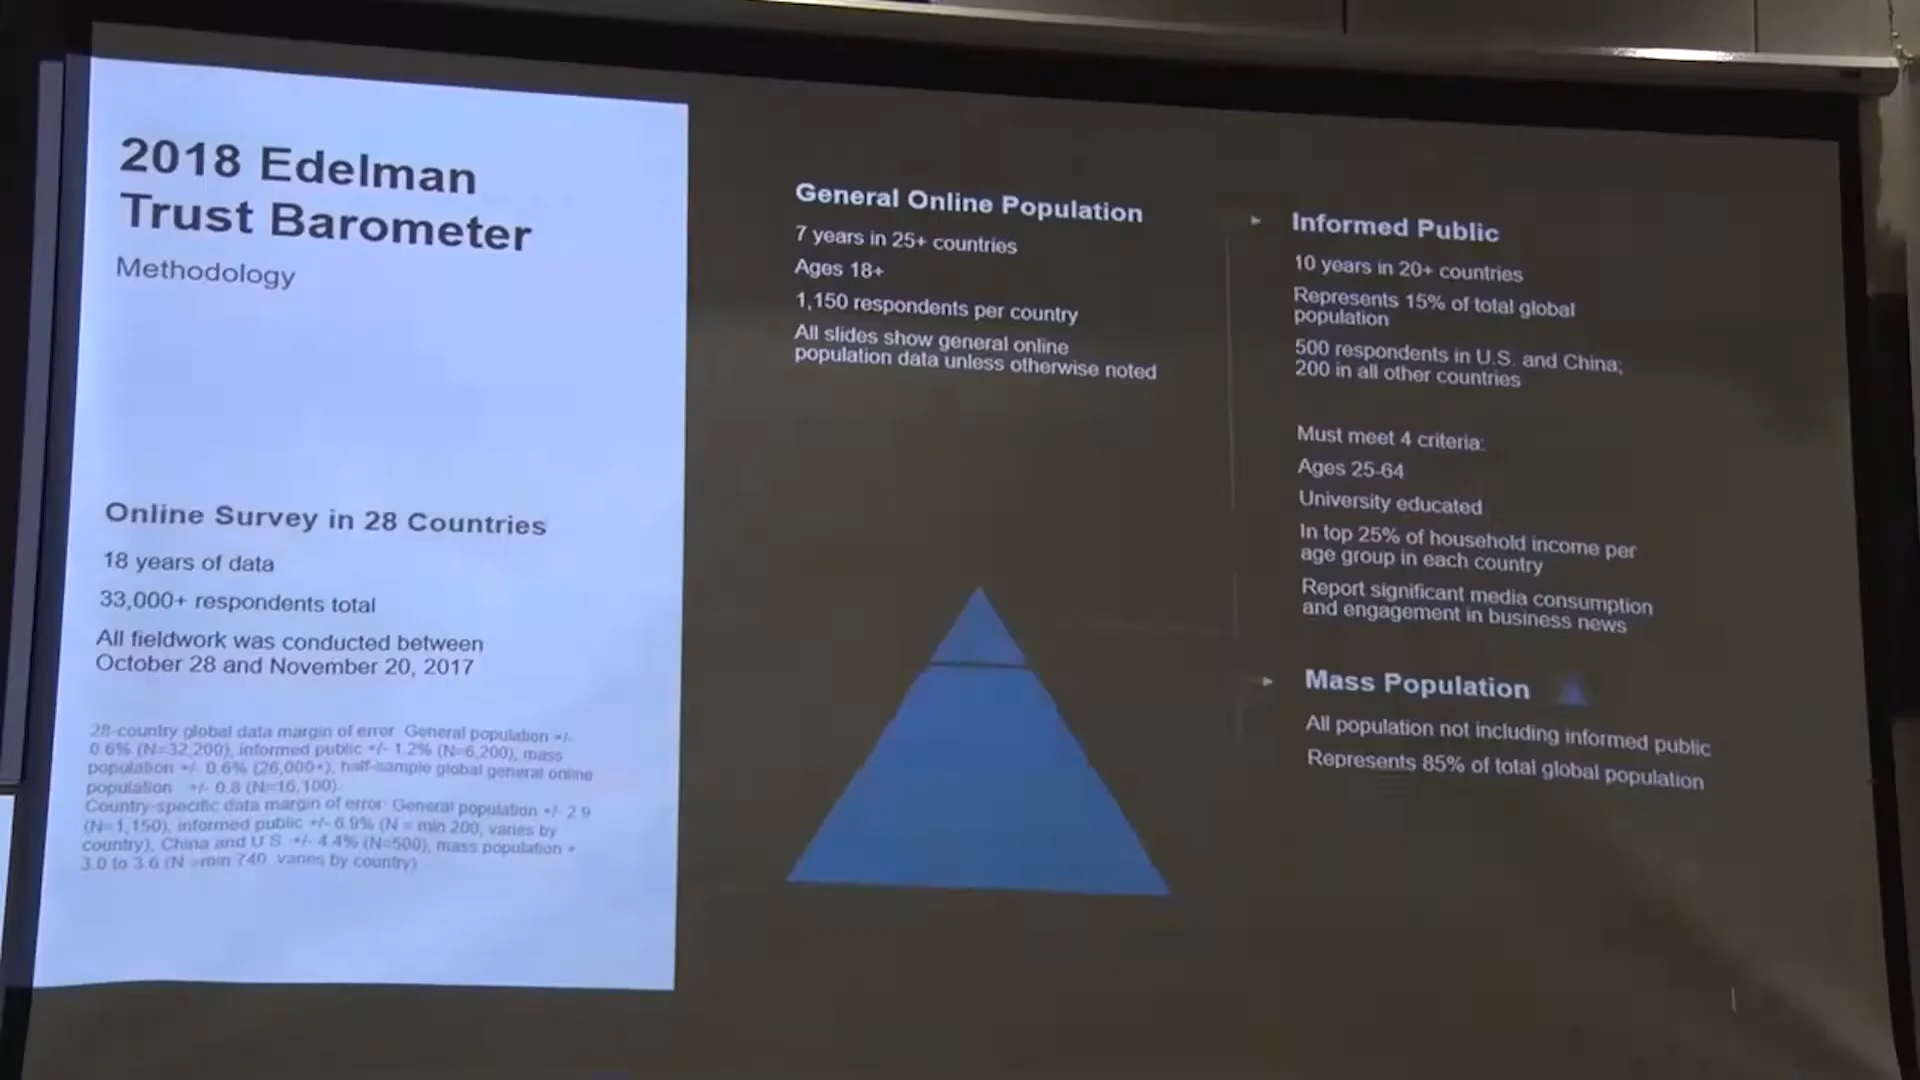 2018 Edelman
Trust Barometer
Methodology
Online Survey in 28 Countries
18 years of data
33,000+ respondents total
All fieldwork was conducted between
October 28 and November 20, 2017
28-country global data margin of error: General population +/-
0.6% (N=32,200), informed public +/- 1.2% (N=6,200), mass
population +/- 0.6% (26,000+), half-sample global general online
population +/- 0.8 (N=16,100).
Country-specific data margin of error: General population +/- 2.9
(N=1,150), informed public +/- 6.9% (N = min 200, varies by
country), China and U.S. +/- 4.4% (N=500), mass population +
3.0 to 3.6 (N =min 740, varies by country)
General Online Population
7 years in 25+ countries
Ages 18+
1,150 respondents per country
All slides show general online
population data unless otherwise noted
Informed Public
10 years in 20+ countries
Represents 15% of total global
population
500 respondents in U.S. and China;
200 in all other countries
Must meet 4 criteria:
Ages 25-64
University educated
In top 25% of household income per
age group in each country
Report significant media consumption
and engagement in business news
Mass Population
All population not including informed public
Represents 85% of total global population